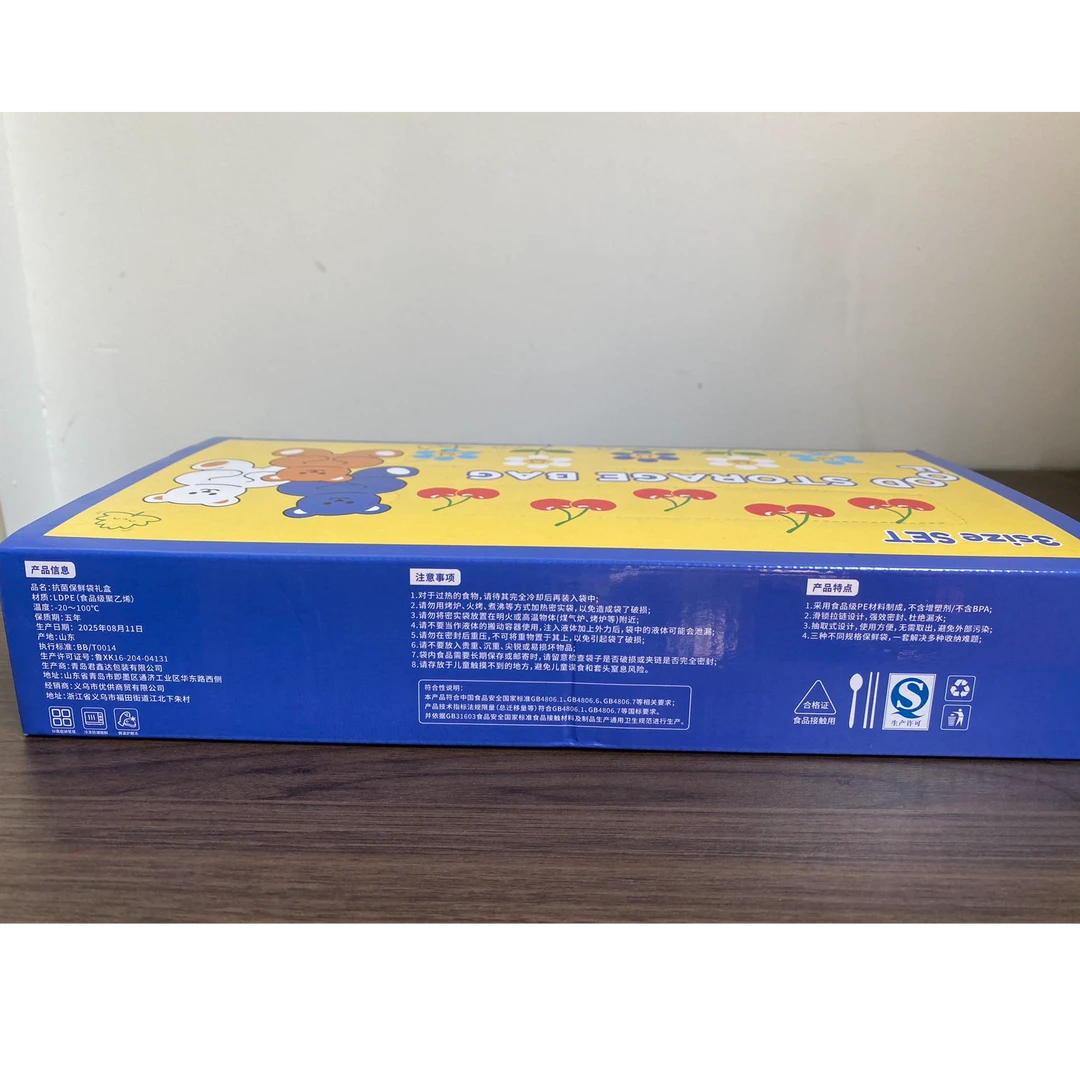 FOOD STORAGE BAG
3size SET
产品信息
品名:抗菌保鲜袋礼盒
材质:LDPE(食品级聚乙烯)
温度:-20~100℃
保质期:五年
生产日期: 2025年08月11日
产地:山东
执行标准:BB/T0014
生产许可证号:鲁XK16-204-04131
生产商:青岛君鑫达包装有限公司
地址:山东省青岛市即墨区通济工业区华东路西侧
经销商:义乌市优供商贸有限公司
地址:浙江省义乌市福田街道江北下朱村
注意事项
1.对于过热的食物,请待其完全冷却后再装入袋中;
2.请勿用烤炉、火烤、煮沸等方式加热密实袋,以免造成袋了破损;
3.请勿将密实袋放置在明火或高温物体(煤气炉、烤炉等)附近;
4.请不要当作液体的搬动容器使用,注入液体加上外力后,袋中的液体可能会泄漏;
5.请勿在密封后重压,不可将重物置于其上,以免引起袋了破损;
6.请不要放入贵重、沉重、尖锐或易损坏物品;
7.袋内食品需要长期保存或邮寄时,请留意检查袋子是否破损或夹链是否完全密封;
8.请存放于儿童触摸不到的地方,避免儿童误食和套头窒息风险。
符合性说明:
本产品符合中国食品安全国家标准GB4806.1、GB4806.6、GB4806.7等相关要求;
产品技术指标法规限量(总迁移量等)符合GB4806.1、GB4806.7等国标要求。
并依据GB31603食品安全国家标准食品接触材料及制品生产通用卫生规范进行生产。
产品特点
1.采用食品级PE材料制成,不含增塑剂/不含BPA;
2.滑锁拉链设计,强效密封、杜绝漏水;
3.抽取式设计,使用方便,无需取出,避免外部污染;
4.三种不同规格保鲜袋,一套解决多种收纳难题;
合格证
食品接触用
生产许可